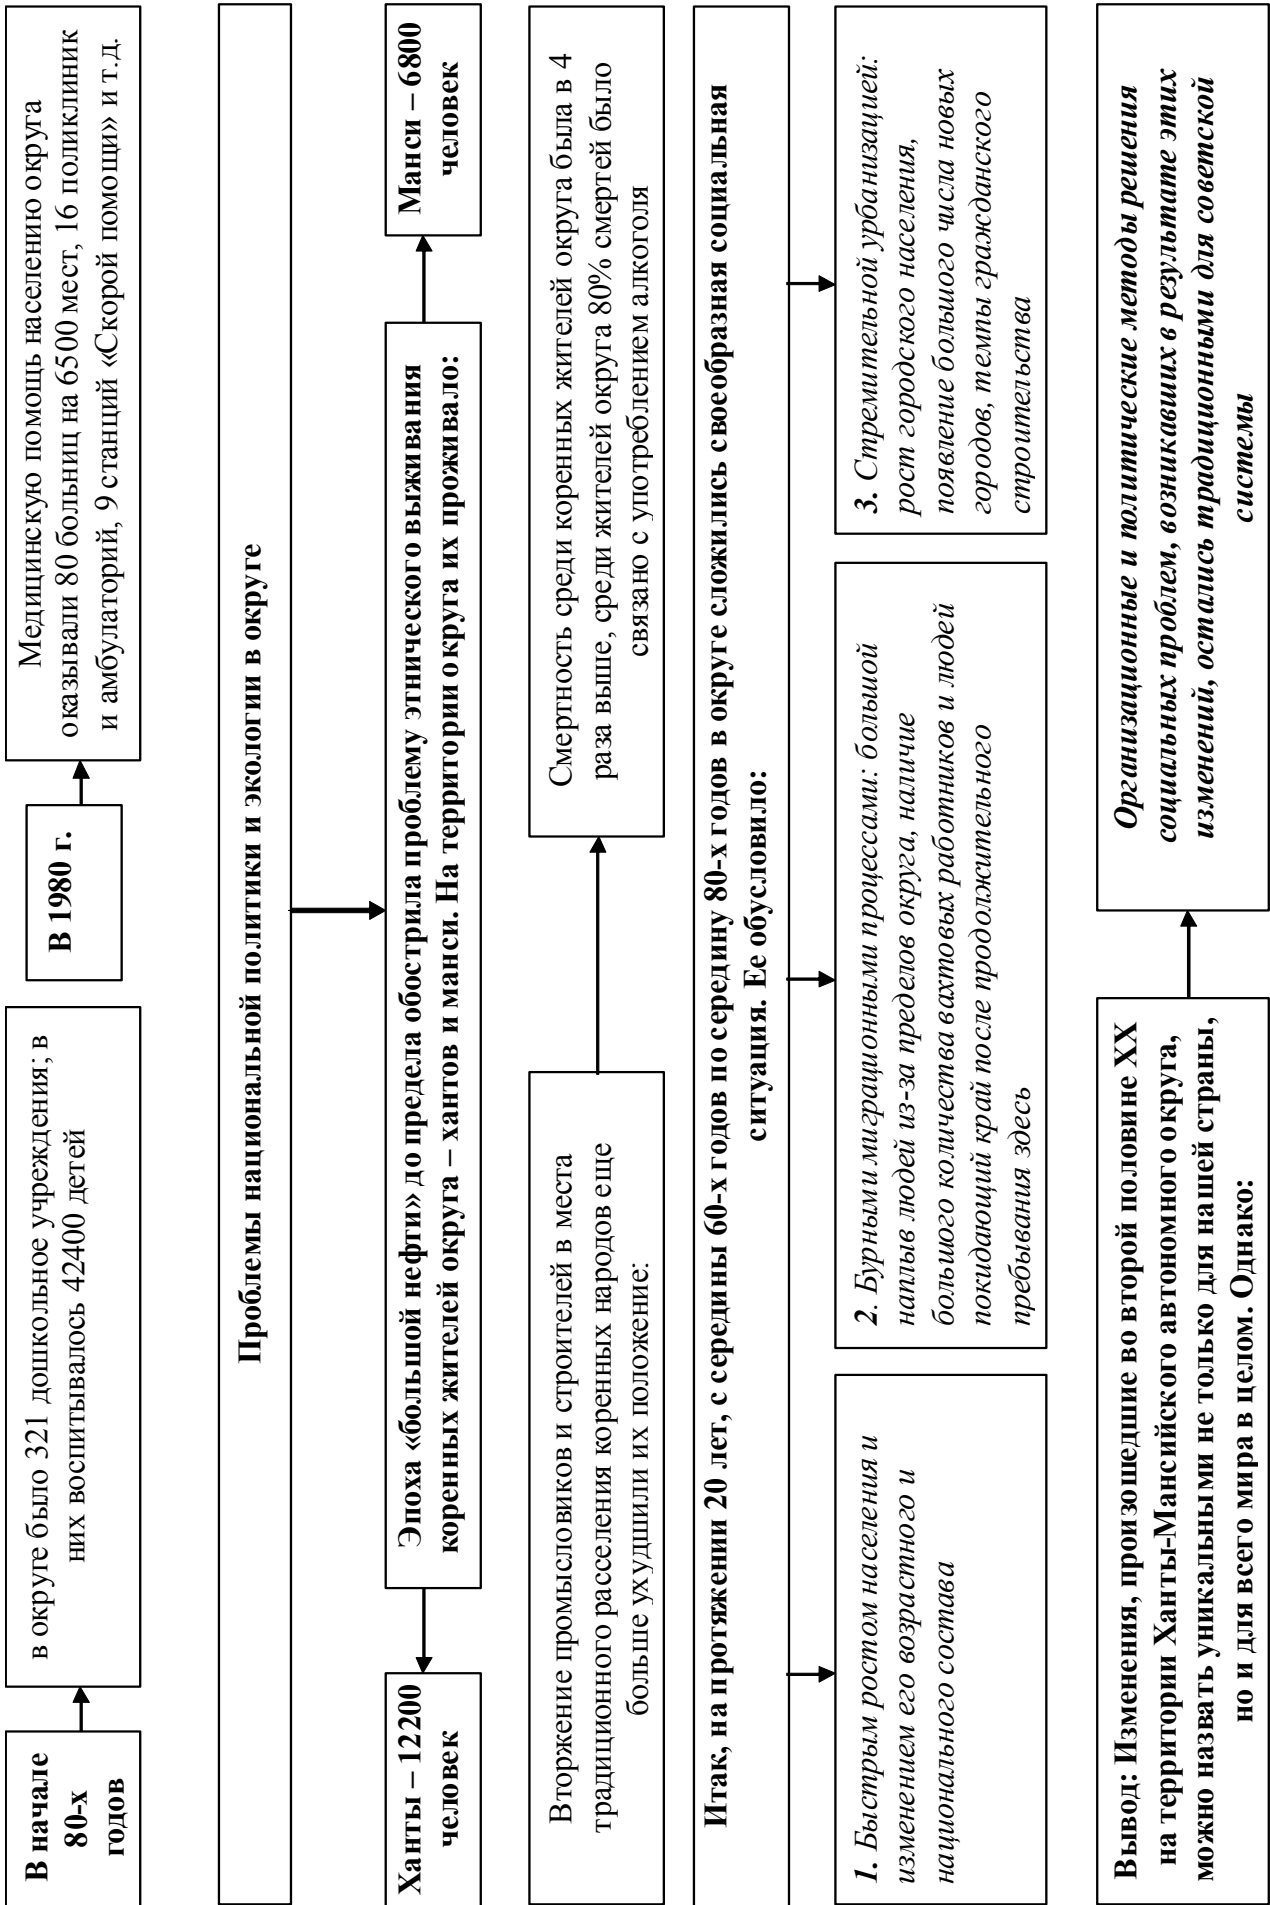 В начале
80-х
годов
в округе было 321 дошкольное учреждения; в
них воспитывалось 42400 детей
В 1980 г.
Медицинскую помощь населению округа
оказывали 80 больниц на 6500 мест, 16 поликлиник
и амбулаторий, 9 станций «Скорой помощи» и т.д.
Проблемы национальной политики и экологии в округе
Ханты – 12200
человек
Эпоха «большой нефти» до предела обострила проблему этнического выживания
коренных жителей округа – хантов и манси. На территории округа их проживало:
Манси – 6800
человек
Вторжение промысловиков и строителей в места
традиционного расселения коренных народов еще
больше ухудшили их положение:
Смертность среди коренных жителей округа была в 4
раза выше, среди жителей округа 80% смертей было
связано с употреблением алкоголя
Итак, на протяжении 20 лет, с середины 60-х годов по середину 80-х годов в округе сложились своеобразная социальная
ситуация. Ее обусловило:
1. Быстрым ростом населения и
изменением его возрастного и
национального состава
2. Бурными миграционными процессами: большой
наплыв людей из-за пределов округа, наличие
большого количества вахтовых работников и людей
покидающий край после продолжительного
пребывания здесь
3. Стремительной урбанизацией:
рост городского населения,
появление большого числа новых
городов, темпы гражданского
строительства
Вывод: Изменения, произошедшие во второй половине XX
на территории Ханты-Мансийского автономного округа,
можно назвать уникальными не только для нашей страны,
но и для всего мира в целом. Однако:
Организационные и политические методы решения
социальных проблем, возникавших в результате этих
изменений, остались традиционными для советской
системы